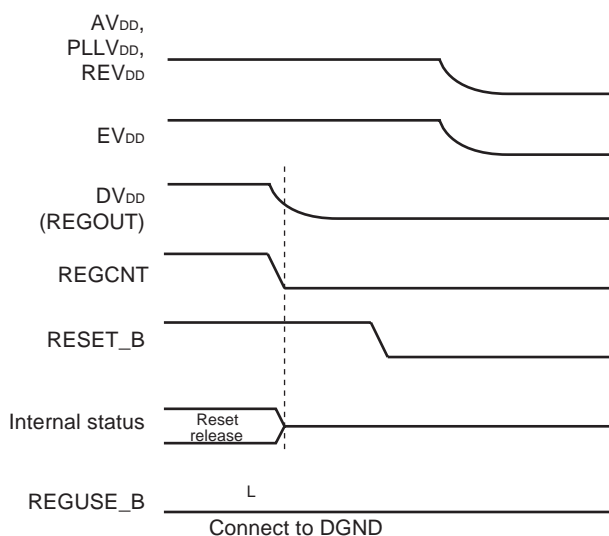 AVDD,
PLLVDD,
REVDD
EVDD
DVDD
(REGOUT)
REGCNT
RESET_B
Internal status
Reset
release
REGUSE_B
L
Connect to DGND